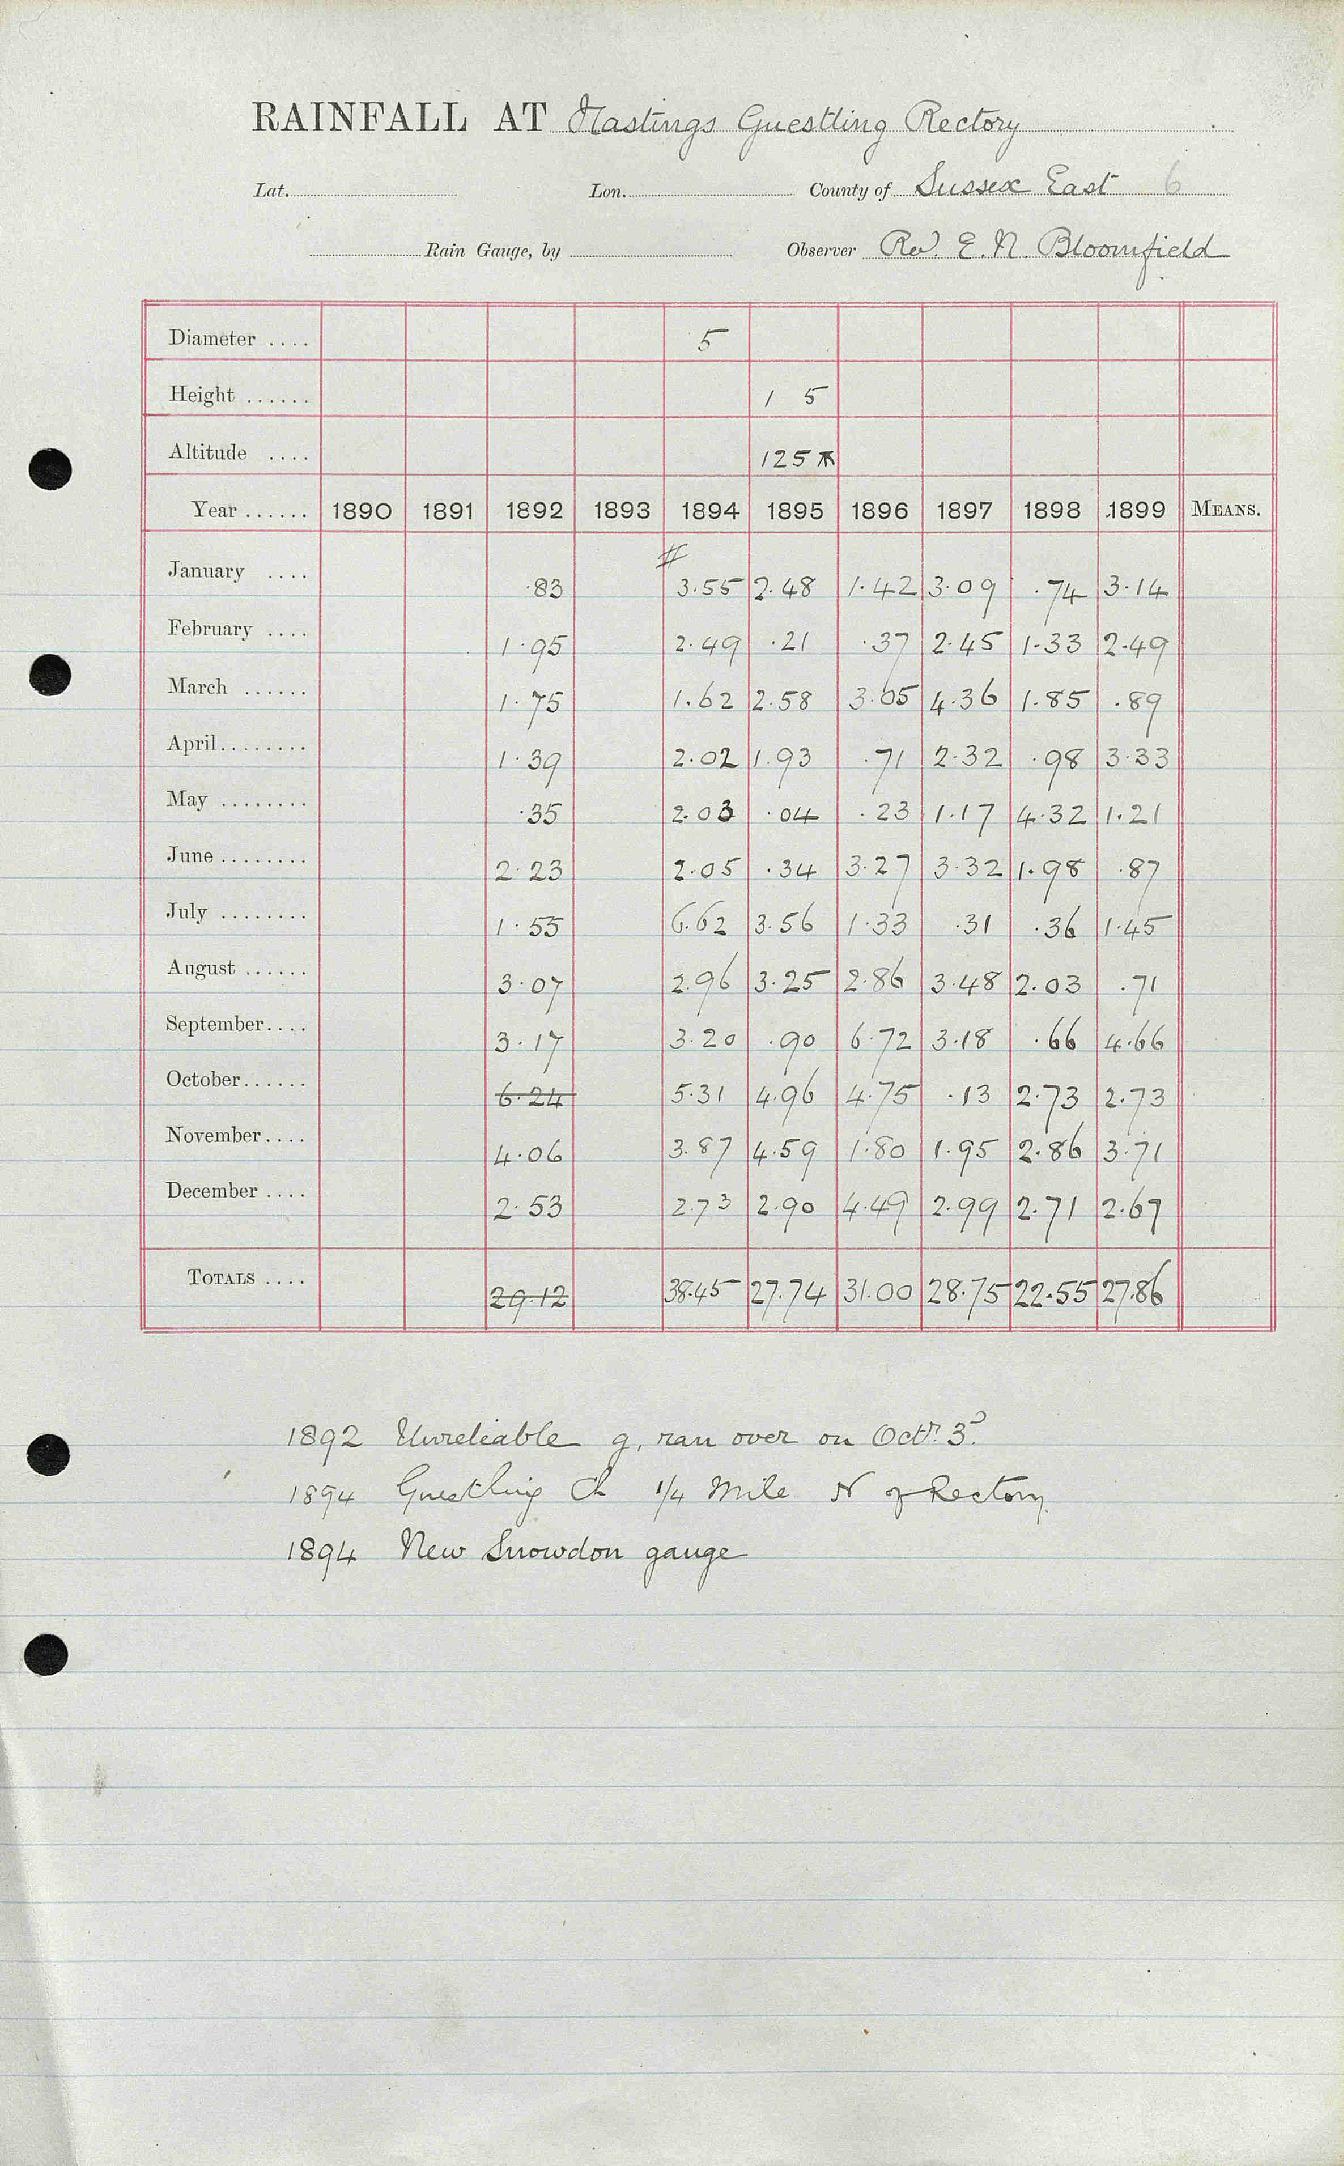 RAINFALL AT Hastings Guestling Rectory
Lat. Lon. County of Sussex East 6
Rain Gauge, by Observer Rev. E. N. Bloomfield
Diameter .... 5
Height ...... 1 5
Altitude .... 125
Year ...... 1890 1891 1892 1893 1894 1895 1896 1897 1898 1899 MEANS.
#
January .... .83 3.55 2.48 1.42 3.09 .74 3.14
February .... 1.95 2.49 .21 .37 2.45 1.33 2.49
March ...... 1.75 1.62 2.58 3.05 4.36 1.85 .89
April........ 1.39 2.02 1.93 .71 2.32 .98 3.33
May ........ .35 2.03 .04 .23 1.17 4.32 1.21
June ........ 2.23 2.05 .34 3.27 3.32 1.98 .87
July ........ 1.55 6.62 3.56 1.33 .31 .36 1.45
August ...... 3.07 2.96 3.25 2.86 3.48 2.03 .71
September.... 3.17 3.20 .90 6.72 3.18 .66 4.66
October...... 6.24 5.31 4.96 4.75 .13 2.73 2.73
November.... 4.06 3.87 4.59 1.80 1.95 2.86 3.71
December .... 2.53 2.73 2.90 4.49 2.99 2.71 2.67
TOTALS .... 29.12 38.45 27.74 31.00 28.75 22.55 27.86
1892 Unreliable g. ran over on Octr. 3?
1894 Guestling Ch 1/4 Mile N of Rectory.
1894 New Snowdon gauge